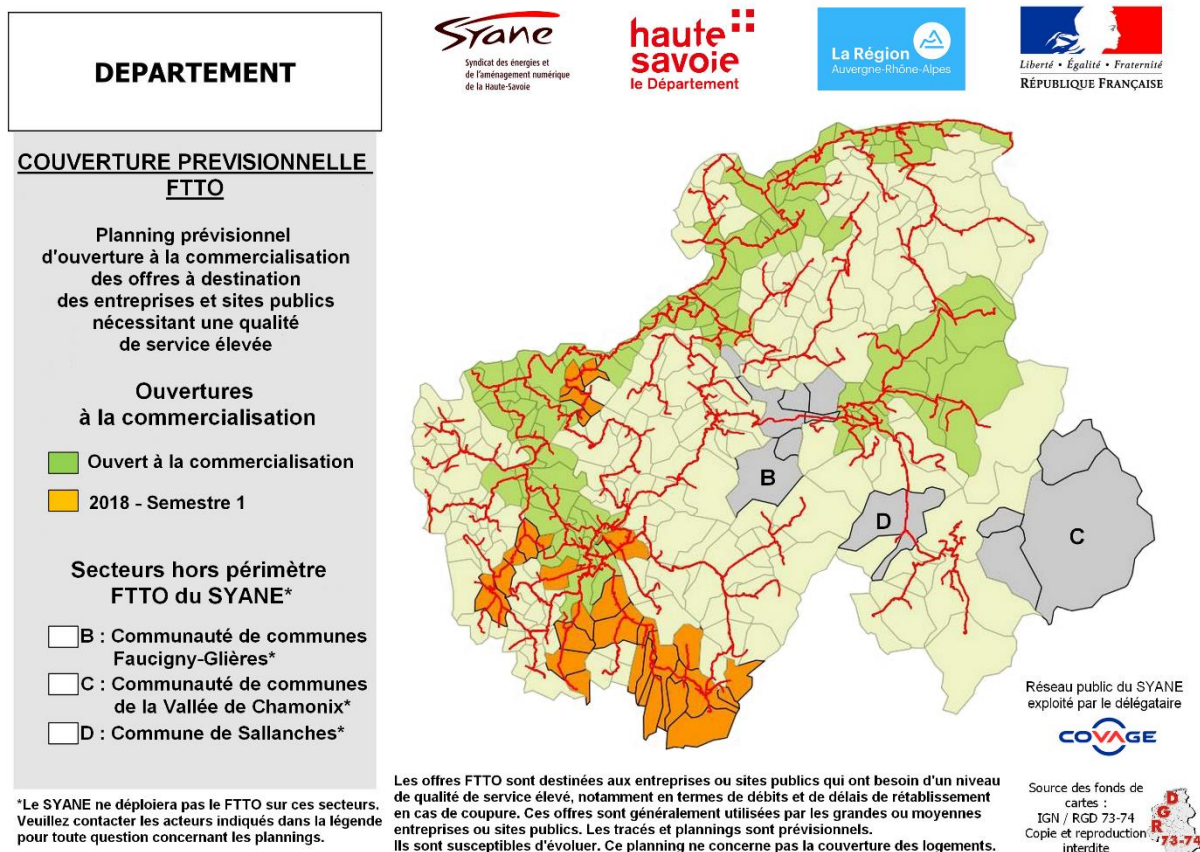 DEPARTEMENT
COUVERTURE PREVISIONNELLE
FTTO
Planning prévisionnel
d'ouverture à la commercialisation
des offres à destination
des entreprises et sites publics
nécessitant une qualité
de service élevée
Ouvertures
à la commercialisation
Ouvert à la commercialisation
2018 - Semestre 1
Secteurs hors périmètre
FTTO du SYANE*
B : Communauté de communes
Faucigny-Glières*
C : Communauté de communes
de la Vallée de Chamonix*
D : Commune de Sallanches*
*Le SYANE ne déploiera pas le FTTO sur ces secteurs.
Veuillez contacter les acteurs indiqués dans la légende
pour toute question concernant les plannings.
Syane
Syndicat des énergies et
de l'aménagement numérique
de la Haute-Savoie
haute
savoie
le Département
La Région
Auvergne-Rhône-Alpes
Liberté • Égalité • Fraternité
RÉPUBLIQUE FRANÇAISE
B
D
C
Réseau public du SYANE
exploité par le délégataire
COVAGE
Les offres FTTO sont destinées aux entreprises ou sites publics qui ont besoin d'un niveau
de qualité de service élevé, notamment en termes de débits et de délais de rétablissement
en cas de coupure. Ces offres sont généralement utilisées par les grandes ou moyennes
entreprises ou sites publics. Les tracés et plannings sont prévisionnels.
Ils sont susceptibles d'évoluer. Ce planning ne concerne pas la couverture des logements.
Source des fonds de
cartes :
IGN / RGD 73-74
Copie et reproduction
interdite
RGD
73-74